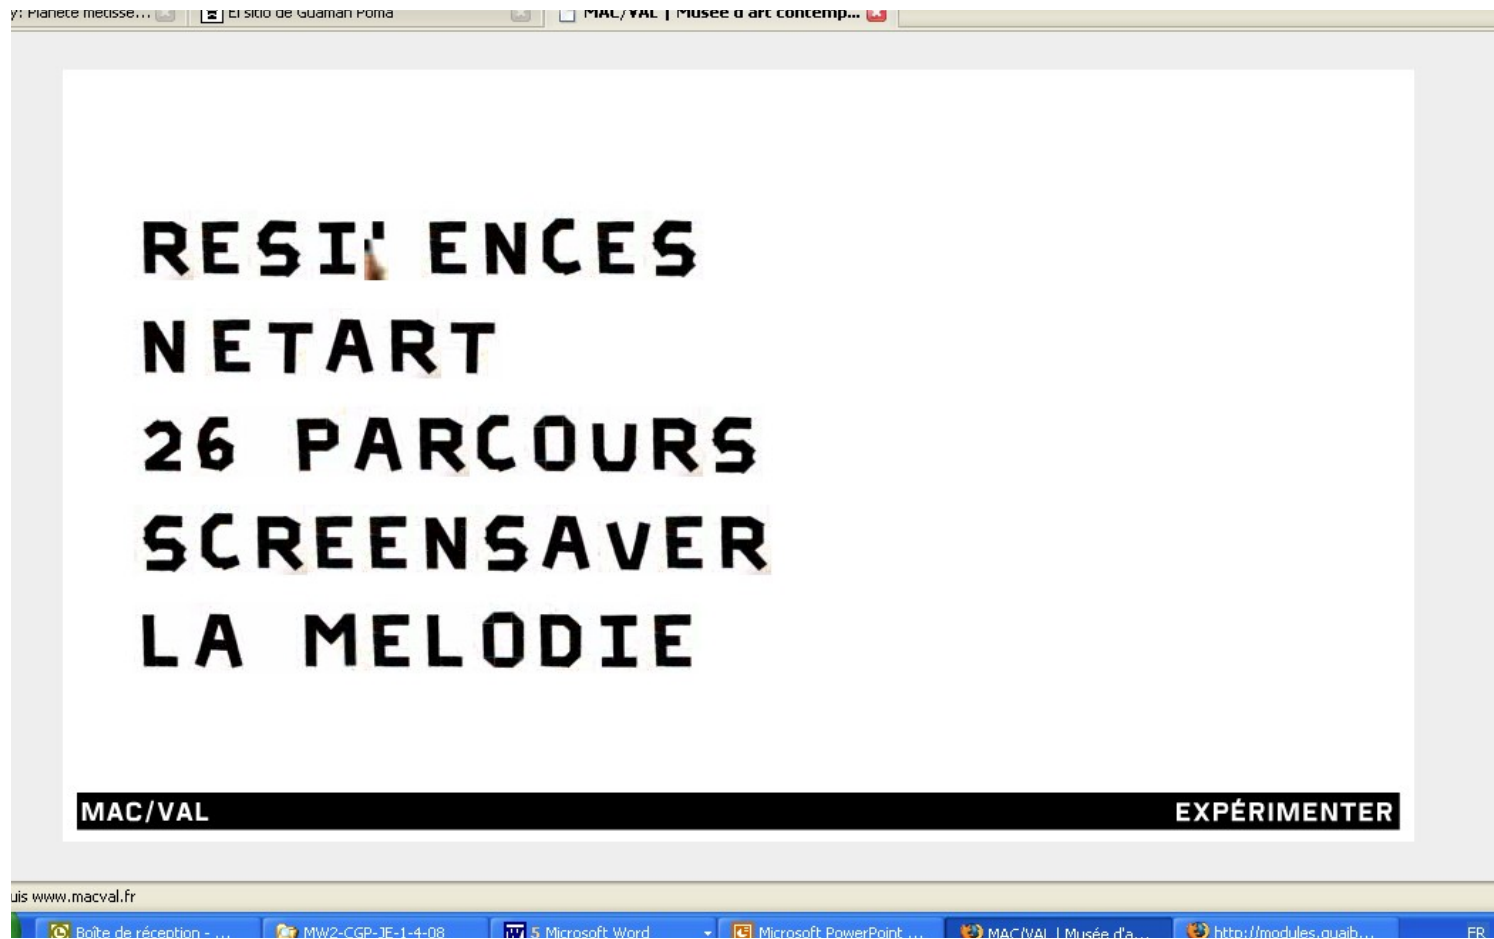 y: Planète métisse... El sitio de Guaman Poma MAC/VAL | Musée d'art contemp...
RESI ENCES
NETART
26 PARCOURS
SCREENSAVER
LA MELODIE
MAC/VAL EXPÉRIMENTER
uis www.macval.fr
Boîte de réception - ... MW2-CGP-JE-1-4-08 5 Microsoft Word Microsoft PowerPoint ... MAC/VAL | Musée d'a... http://modules.quaib... FR